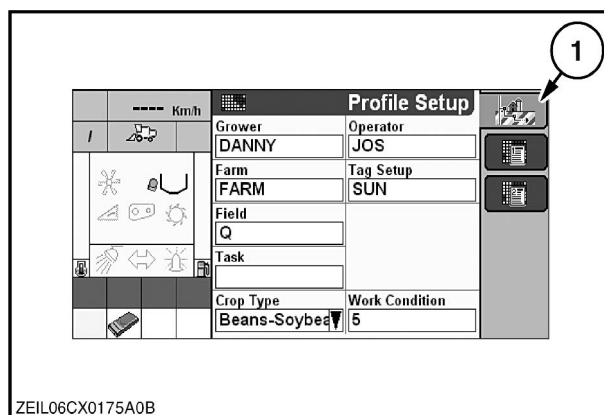 1
---- Km/h
Profile Setup
/
Grower
Operator
DANNY
JOS
Farm
Tag Setup
FARM
SUN
Field
Q
Task
Crop Type
Work Condition
Beans-Soybea
5
ZEIL06CX0175A0B